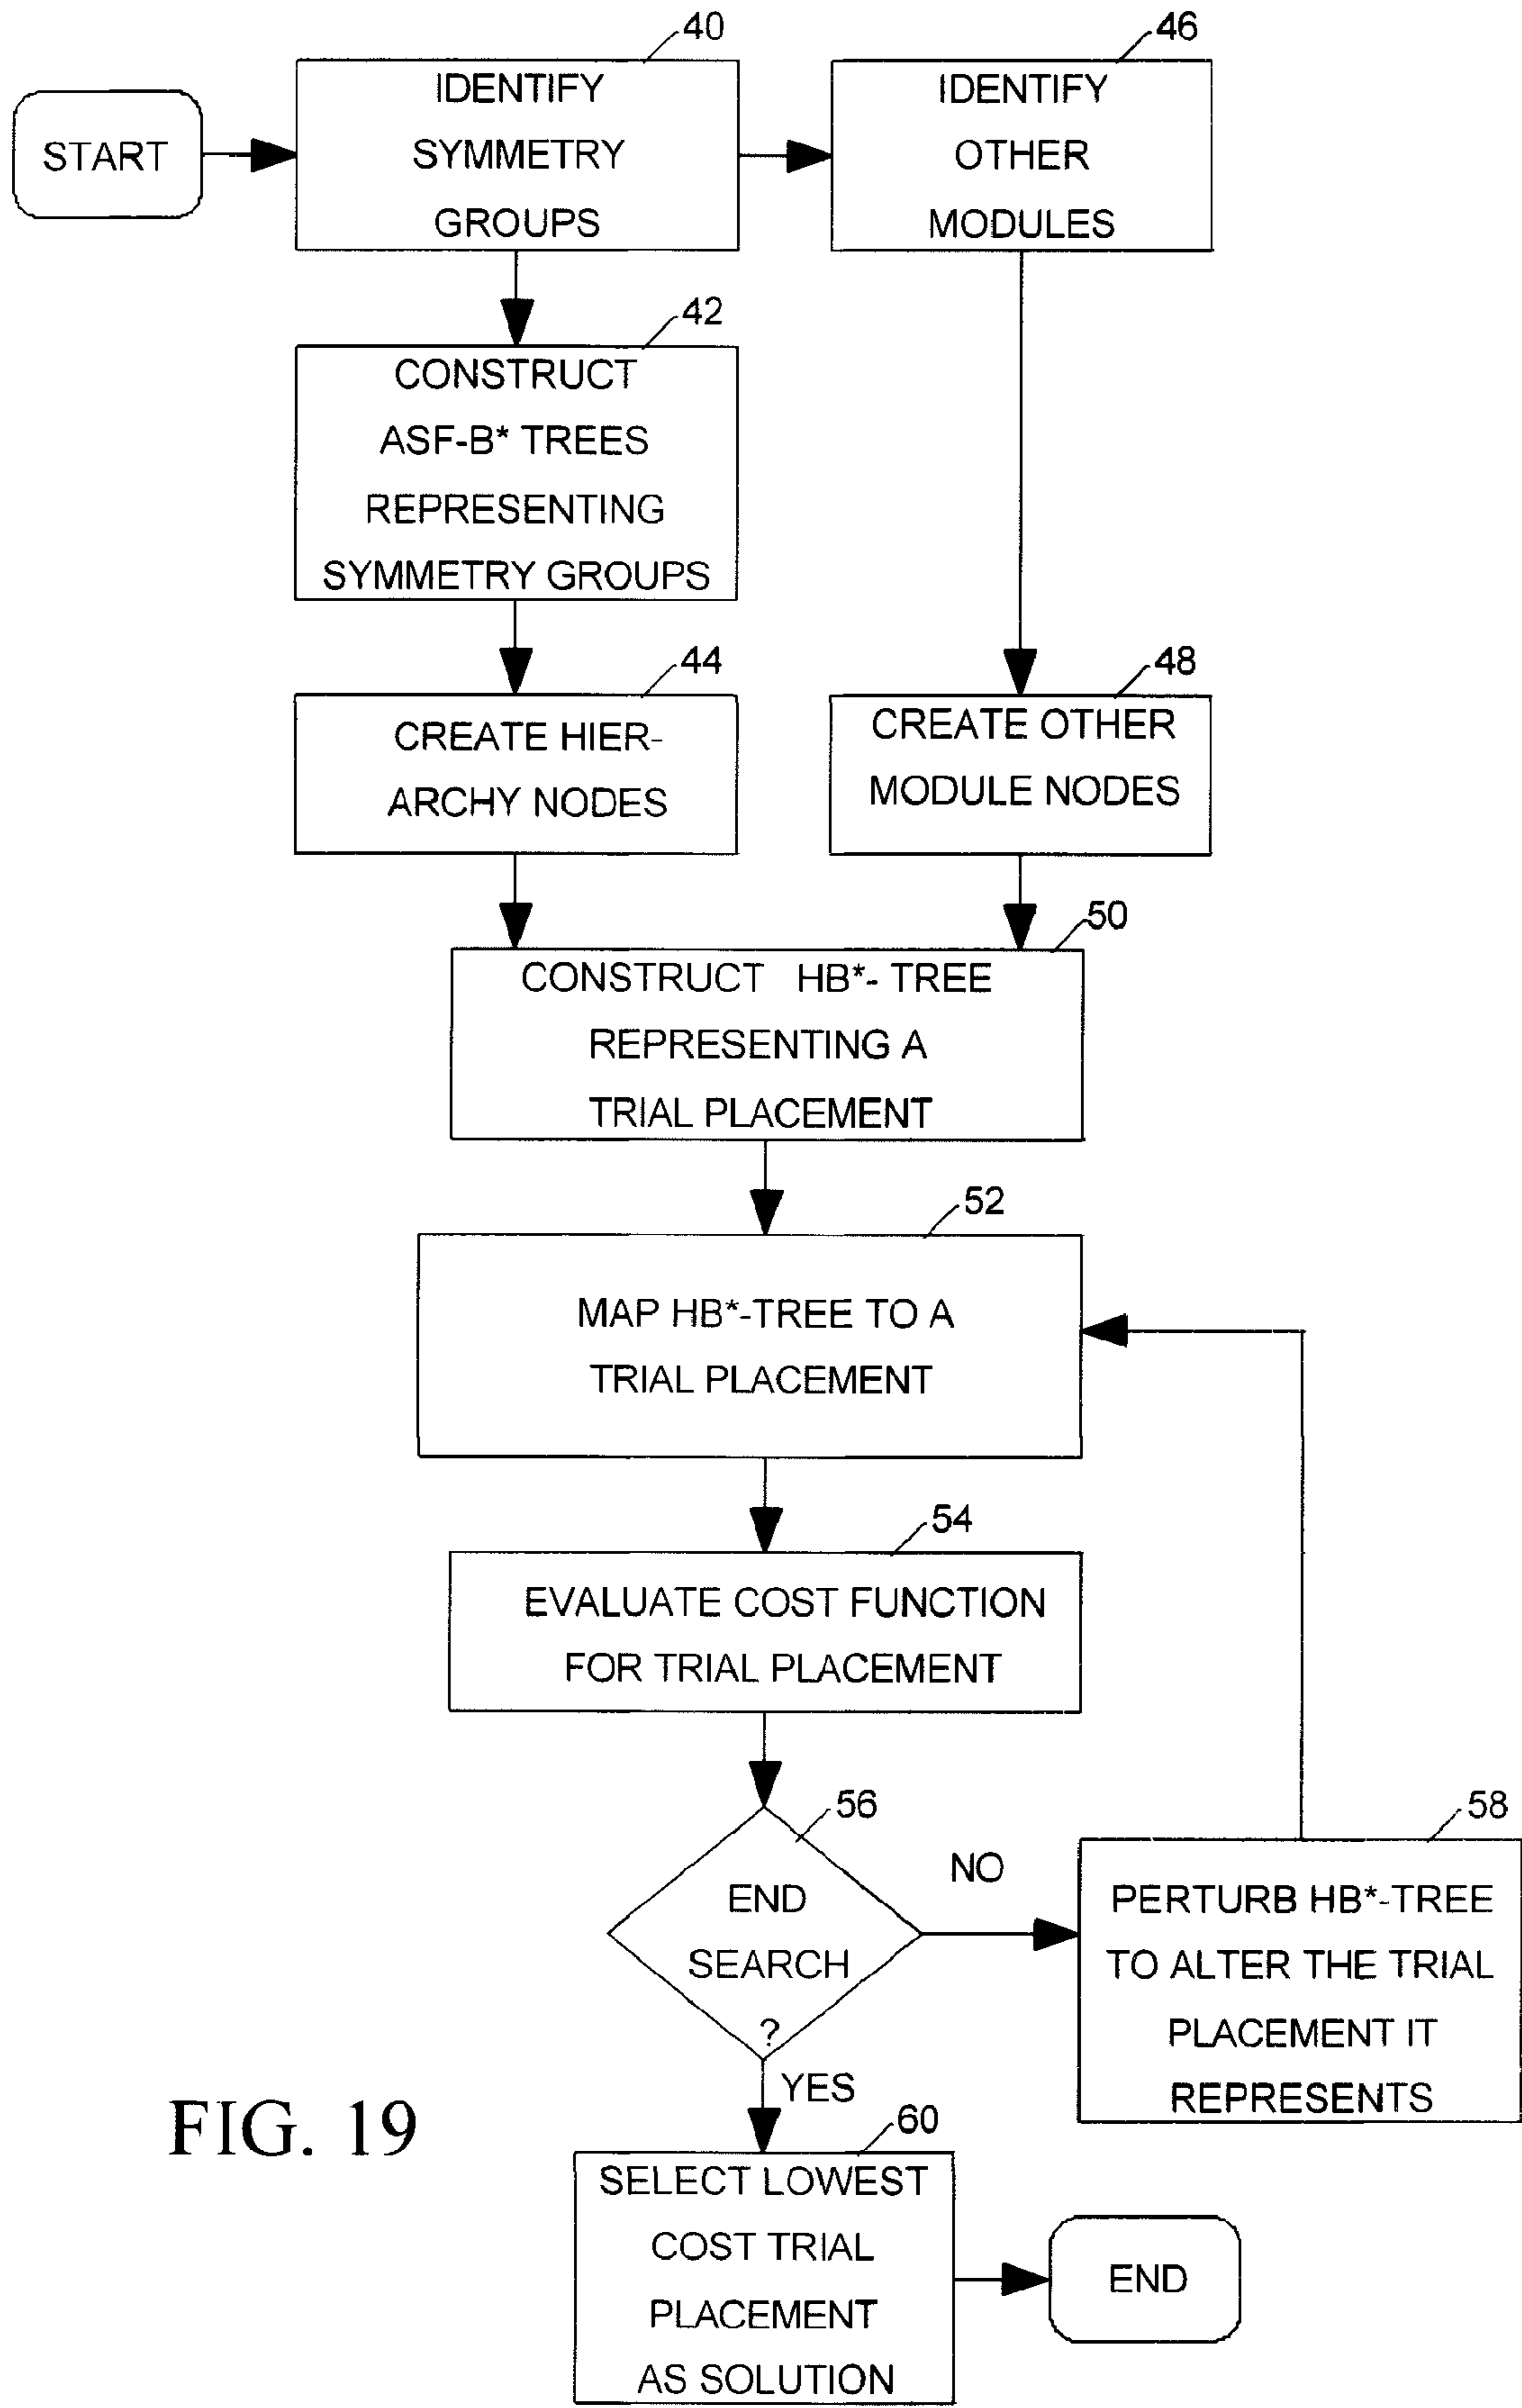 40
46
START
IDENTIFY
SYMMETRY
GROUPS
IDENTIFY
OTHER
MODULES
42
CONSTRUCT
ASF-B* TREES
REPRESENTING
SYMMETRY GROUPS
44
CREATE HIER-
ARCHY NODES
48
CREATE OTHER
MODULE NODES
50
CONSTRUCT HB*- TREE
REPRESENTING A
TRIAL PLACEMENT
52
MAP HB*-TREE TO A
TRIAL PLACEMENT
54
EVALUATE COST FUNCTION
FOR TRIAL PLACEMENT
56
END
SEARCH
?
NO
58
PERTURB HB*-TREE
TO ALTER THE TRIAL
PLACEMENT IT
REPRESENTS
YES
60
SELECT LOWEST
COST TRIAL
PLACEMENT
AS SOLUTION
END
FIG. 19